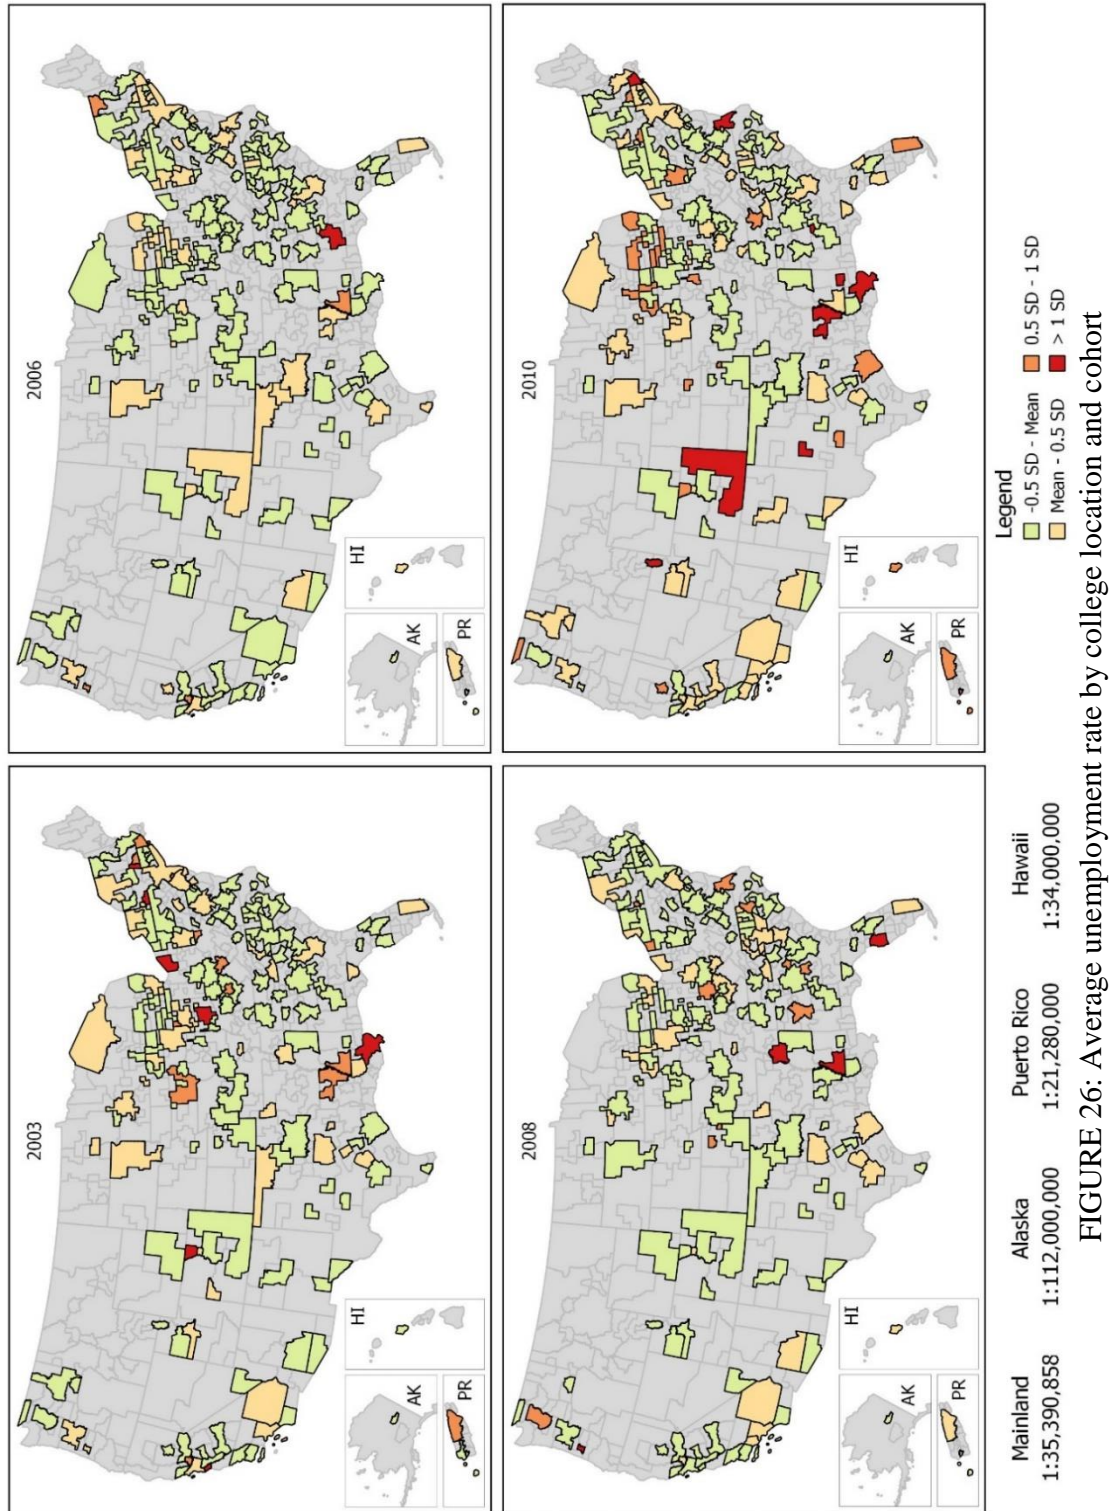 2003
AK
PR
HI
2006
AK
PR
HI
2008
AK
PR
HI
2010
AK
PR
HI
Mainland Alaska Puerto Rico Hawaii
1:35,390,858 1:112,000,000 1:21,280,000 1:34,000,000
Legend
-0.5 SD - Mean 0.5 SD - 1 SD
Mean - 0.5 SD > 1 SD
FIGURE 26: Average unemployment rate by college location and cohort